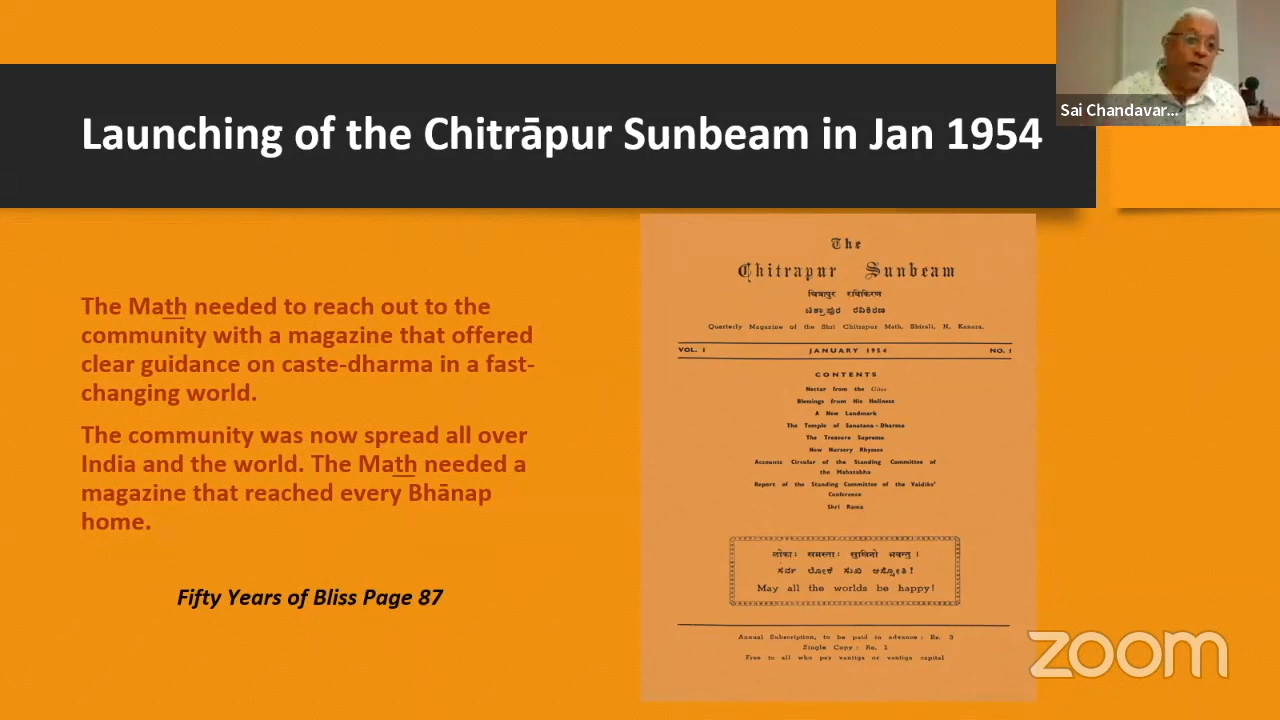 Launching of the Chitrāpur Sunbeam in Jan 1954
Sai Chandavar...
The Math needed to reach out to the
community with a magazine that offered
clear guidance on caste-dharma in a fast-
changing world.
The community was now spread all over
India and the world. The Math needed a
magazine that reached every Bhānap
home.
Fifty Years of Bliss Page 87
The
Chitrapur Sunbeam
चित्रापुर रविकिरण
ಚಿತ್ರಾಪುರ ರವಿಕಿರಣ
Quarterly Magazine of the Shri Chitrapur Math, Shirali, N. Kanara.
VOL. 1 JANUARY 1954 NO. 1
CONTENTS
Nectar from the Gita
Blessings from His Holiness
A New Landmark
The Temple of Sanatana-Dharma
The Treasure Supreme
New Nursery Rhymes
Accounts Circular of the Standing Committee of
the Mahasabha
Report of the Standing Committee of the Vaidiks'
Conference
Shri Rama
लोकाः समस्ताः सुखिनो भवन्तु ।
ಸರ್ವ ಲೋಕೆ ಸುಖಿ
May all the worlds be happy!
Annual Subscription, to be paid in advance: Rs. 3
Single Copy: Re. 1
Free to all who pay vantiga or vantiga capital
zoom